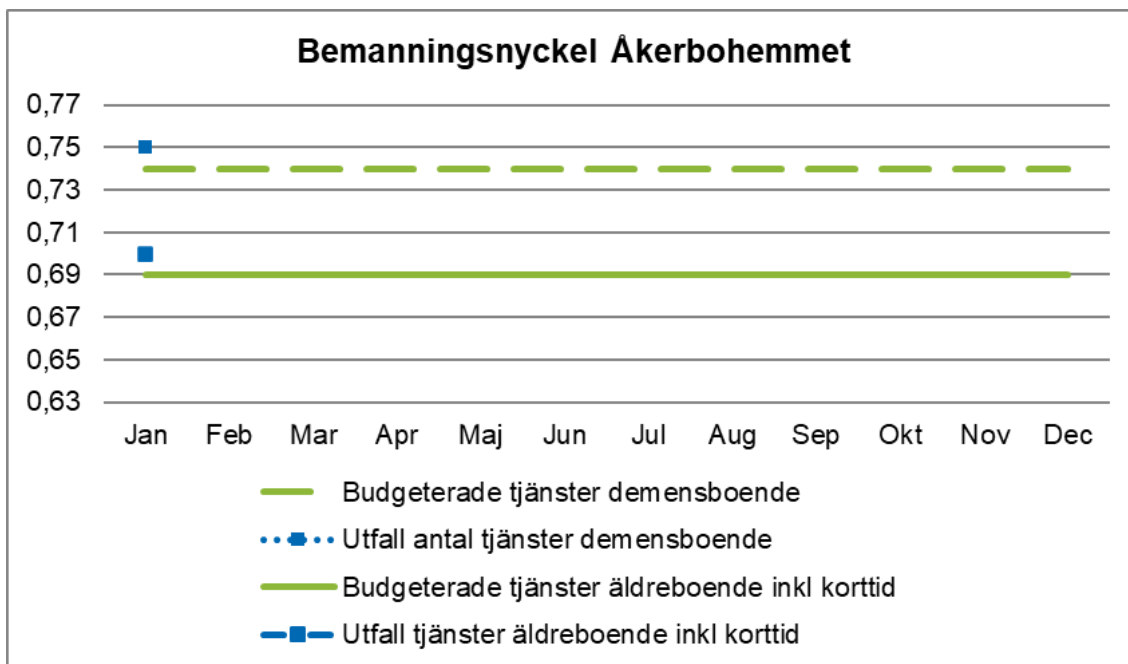 Bemanningsnyckel Åkerbohemmet
0,77
0,75
0,73
0,71
0,69
0,67
0,65
0,63
Jan Feb Mar Apr Maj Jun Jul Aug Sep Okt Nov Dec
Budgeterade tjänster demensboende
Utfall antal tjänster demensboende
Budgeterade tjänster äldreboende inkl korttid
Utfall tjänster äldreboende inkl korttid